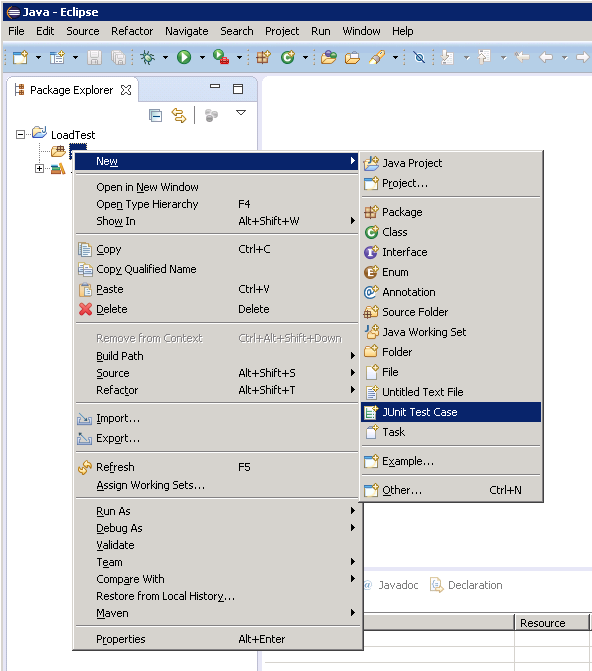 Java - Eclipse
File Edit Source Refactor Navigate Search Project Run Window Help
Package Explorer
LoadTest
New
Open in New Window
Open Type Hierarchy F4
Show In Alt+Shift+W
Copy Ctrl+C
Copy Qualified Name
Paste Ctrl+V
Delete Delete
Remove from Context Ctrl+Alt+Shift+Down
Build Path
Source Alt+Shift+S
Refactor Alt+Shift+T
Import...
Export...
Refresh F5
Assign Working Sets...
Run As
Debug As
Validate
Team
Compare With
Restore from Local History...
Maven
Properties Alt+Enter
Java Project
Project...
Package
Class
Interface
Enum
Annotation
Source Folder
Java Working Set
Folder
File
Untitled Text File
JUnit Test Case
Task
Example...
Other... Ctrl+N
Javadoc Declaration
Resource